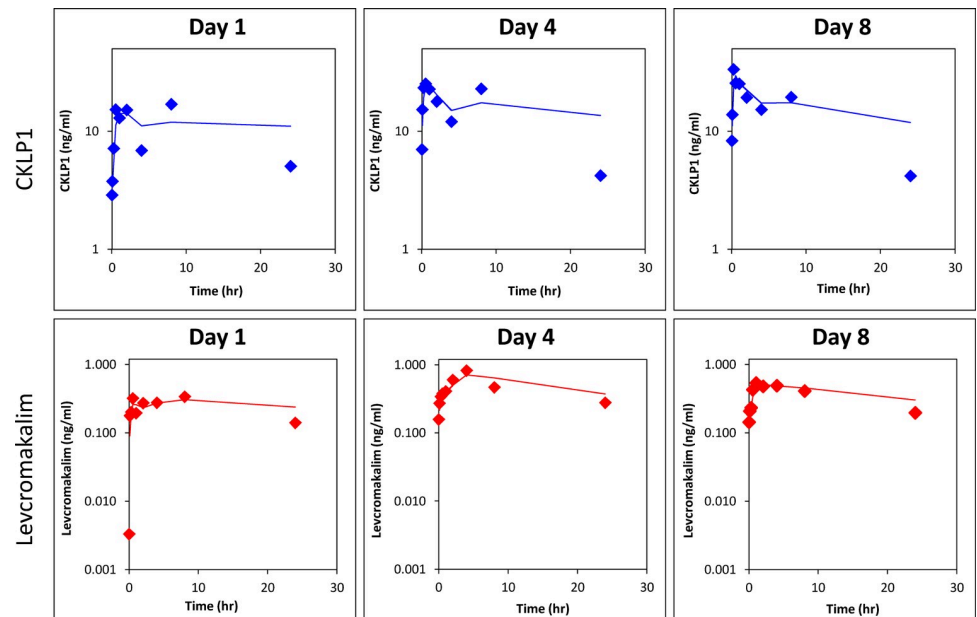 CKLP1
Day 1
CKLP1 (ng/ml)
10
1
0
10
20
30
Time (hr)
Day 4
CKLP1 (ng/ml)
10
1
0
10
20
30
Time (hr)
Day 8
CKLP1 (ng/ml)
10
1
0
10
20
30
Time (hr)
Levcromakalim
Day 1
Levcromakalim (ng/ml)
1.000
0.100
0.010
0.001
0
10
20
30
Time (hr)
Day 4
Levcromakalim (ng/ml)
1.000
0.100
0.010
0.001
0
10
20
30
Time (hr)
Day 8
Levcromakalim (ng/ml)
1.000
0.100
0.010
0.001
0
10
20
30
Time (hr)